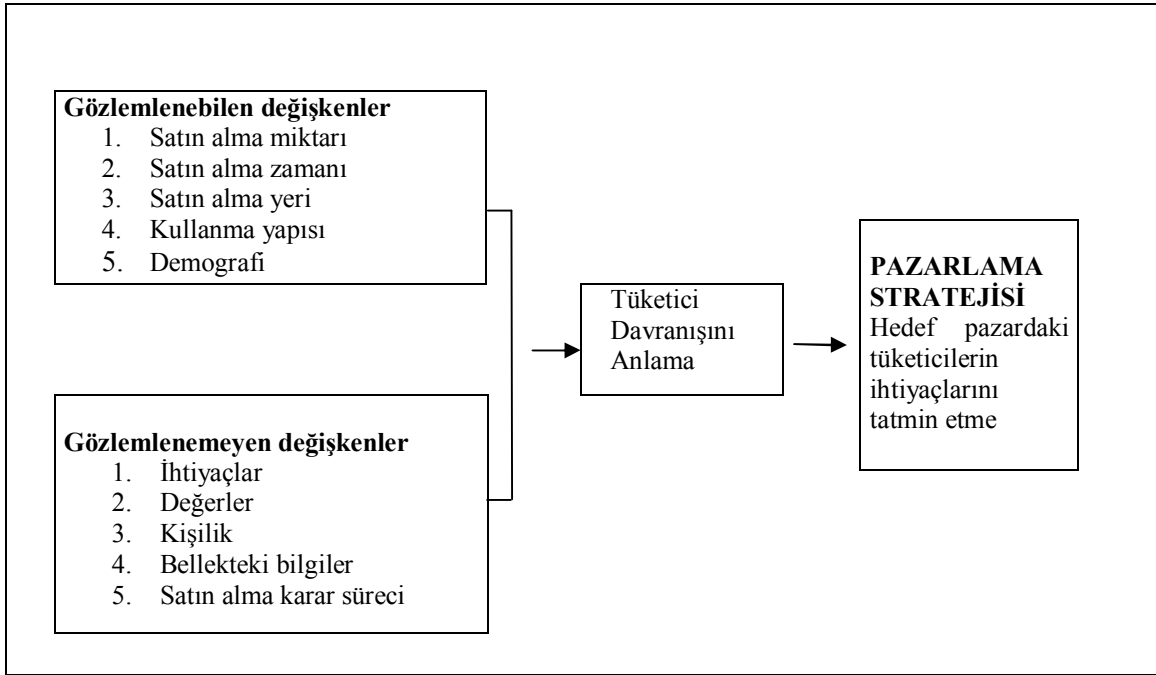 Gözlemlenebilen değişkenler
1. Satın alma miktarı
2. Satın alma zamanı
3. Satın alma yeri
4. Kullanma yapısı
5. Demografi
Gözlemlenemeyen değişkenler
1. İhtiyaçlar
2. Değerler
3. Kişilik
4. Bellekteki bilgiler
5. Satın alma karar süreci
Tüketici
Davranışını
Anlama
PAZARLAMA
STRATEJİSİ
Hedef pazardaki
tüketicilerin
ihtiyaçlarını
tatmin etme